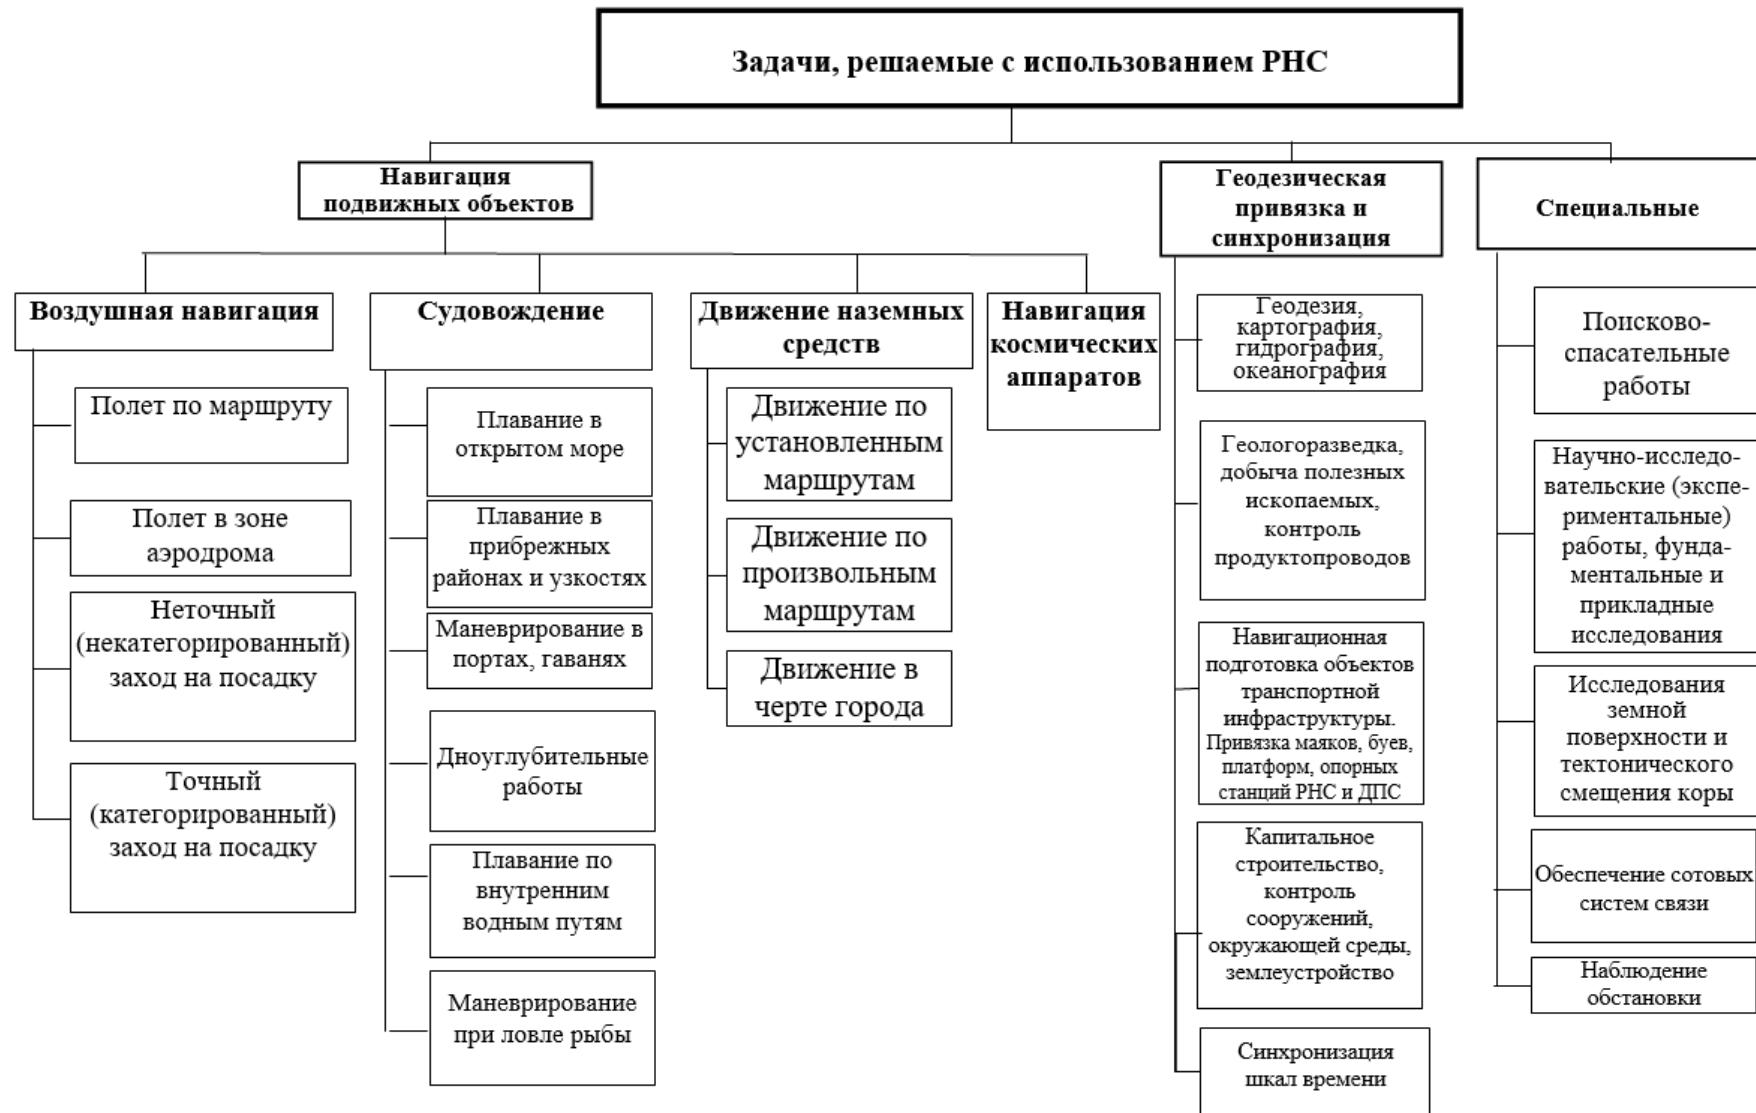 Задачи, решаемые с использованием РНС
Навигация
подвижных объектов
Геодезическая
привязка и
синхронизация
Специальные
Воздушная навигация
Судовождение
Движение наземных
средств
Навигация
космических
аппаратов
Полет по маршруту
Полет в зоне
аэродрома
Неточный
(некатегорированный)
заход на посадку
Точный
(категорированный)
заход на посадку
Плавание в
открытом море
Плавание в
прибрежных
районах и узкостях
Маневрирование в
портах, гаванях
Дноуглубительные
работы
Плавание по
внутренним
водным путям
Маневрирование
при ловле рыбы
Движение по
установленным
маршрутам
Движение по
произвольным
маршрутам
Движение в
черте города
Геодезия,
картография,
гидрография,
океанография
Геологоразведка,
добыча полезных
ископаемых,
контроль
продуктопроводов
Навигационная
подготовка объектов
транспортной
инфраструктуры.
Привязка маяков, буев,
платформ, опорных
станций РНС и ДПС
Капитальное
строительство,
контроль
сооружений,
окружающей среды,
землеустройство
Синхронизация
шкал времени
Поисково-
спасательные
работы
Научно-исследо-
вательские (экспе-
риментальные)
работы, фунда-
ментальные и
прикладные
исследования
Исследования
земной
поверхности и
тектонического
смещения коры
Обеспечение сотовых
систем связи
Наблюдение
обстановки